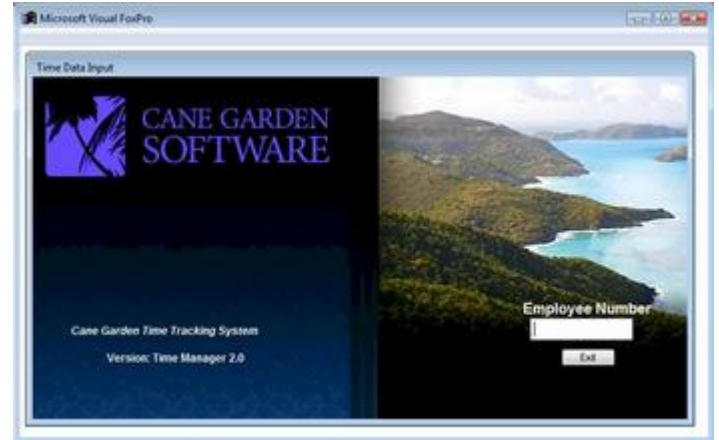 Microsoft Visual FoxPro
Time Data Input
CANE GARDEN
SOFTWARE
Employee Number
Cane Garden Time Tracking System
Version: Time Manager 2.0
Exit